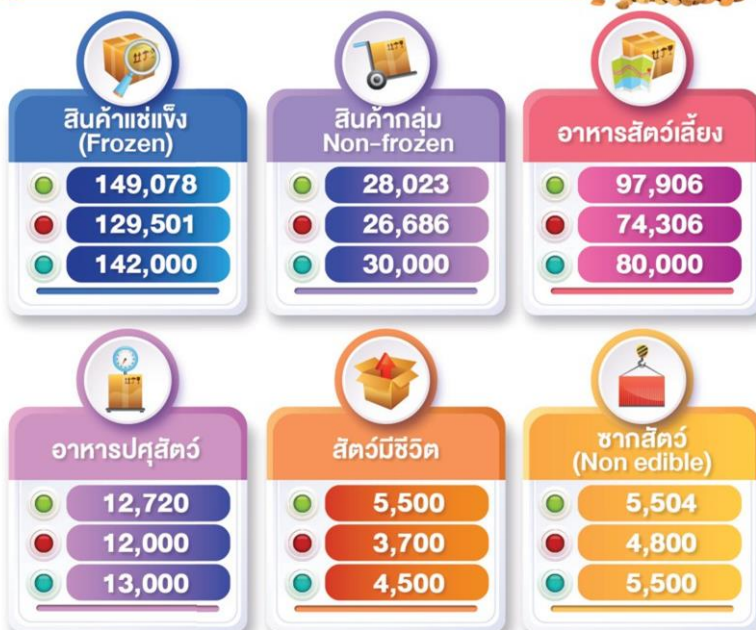 สินค้าแช่แข็ง
(Frozen)
149,078
129,501
142,000
สินค้ากลุ่ม
Non-frozen
28,023
26,686
30,000
อาหารสัตว์เลี้ยง
97,906
74,306
80,000
อาหารปศุสัตว์
12,720
12,000
13,000
สัตว์มีชีวิต
5,500
3,700
4,500
ซากสัตว์
(Non edible)
5,504
4,800
5,500